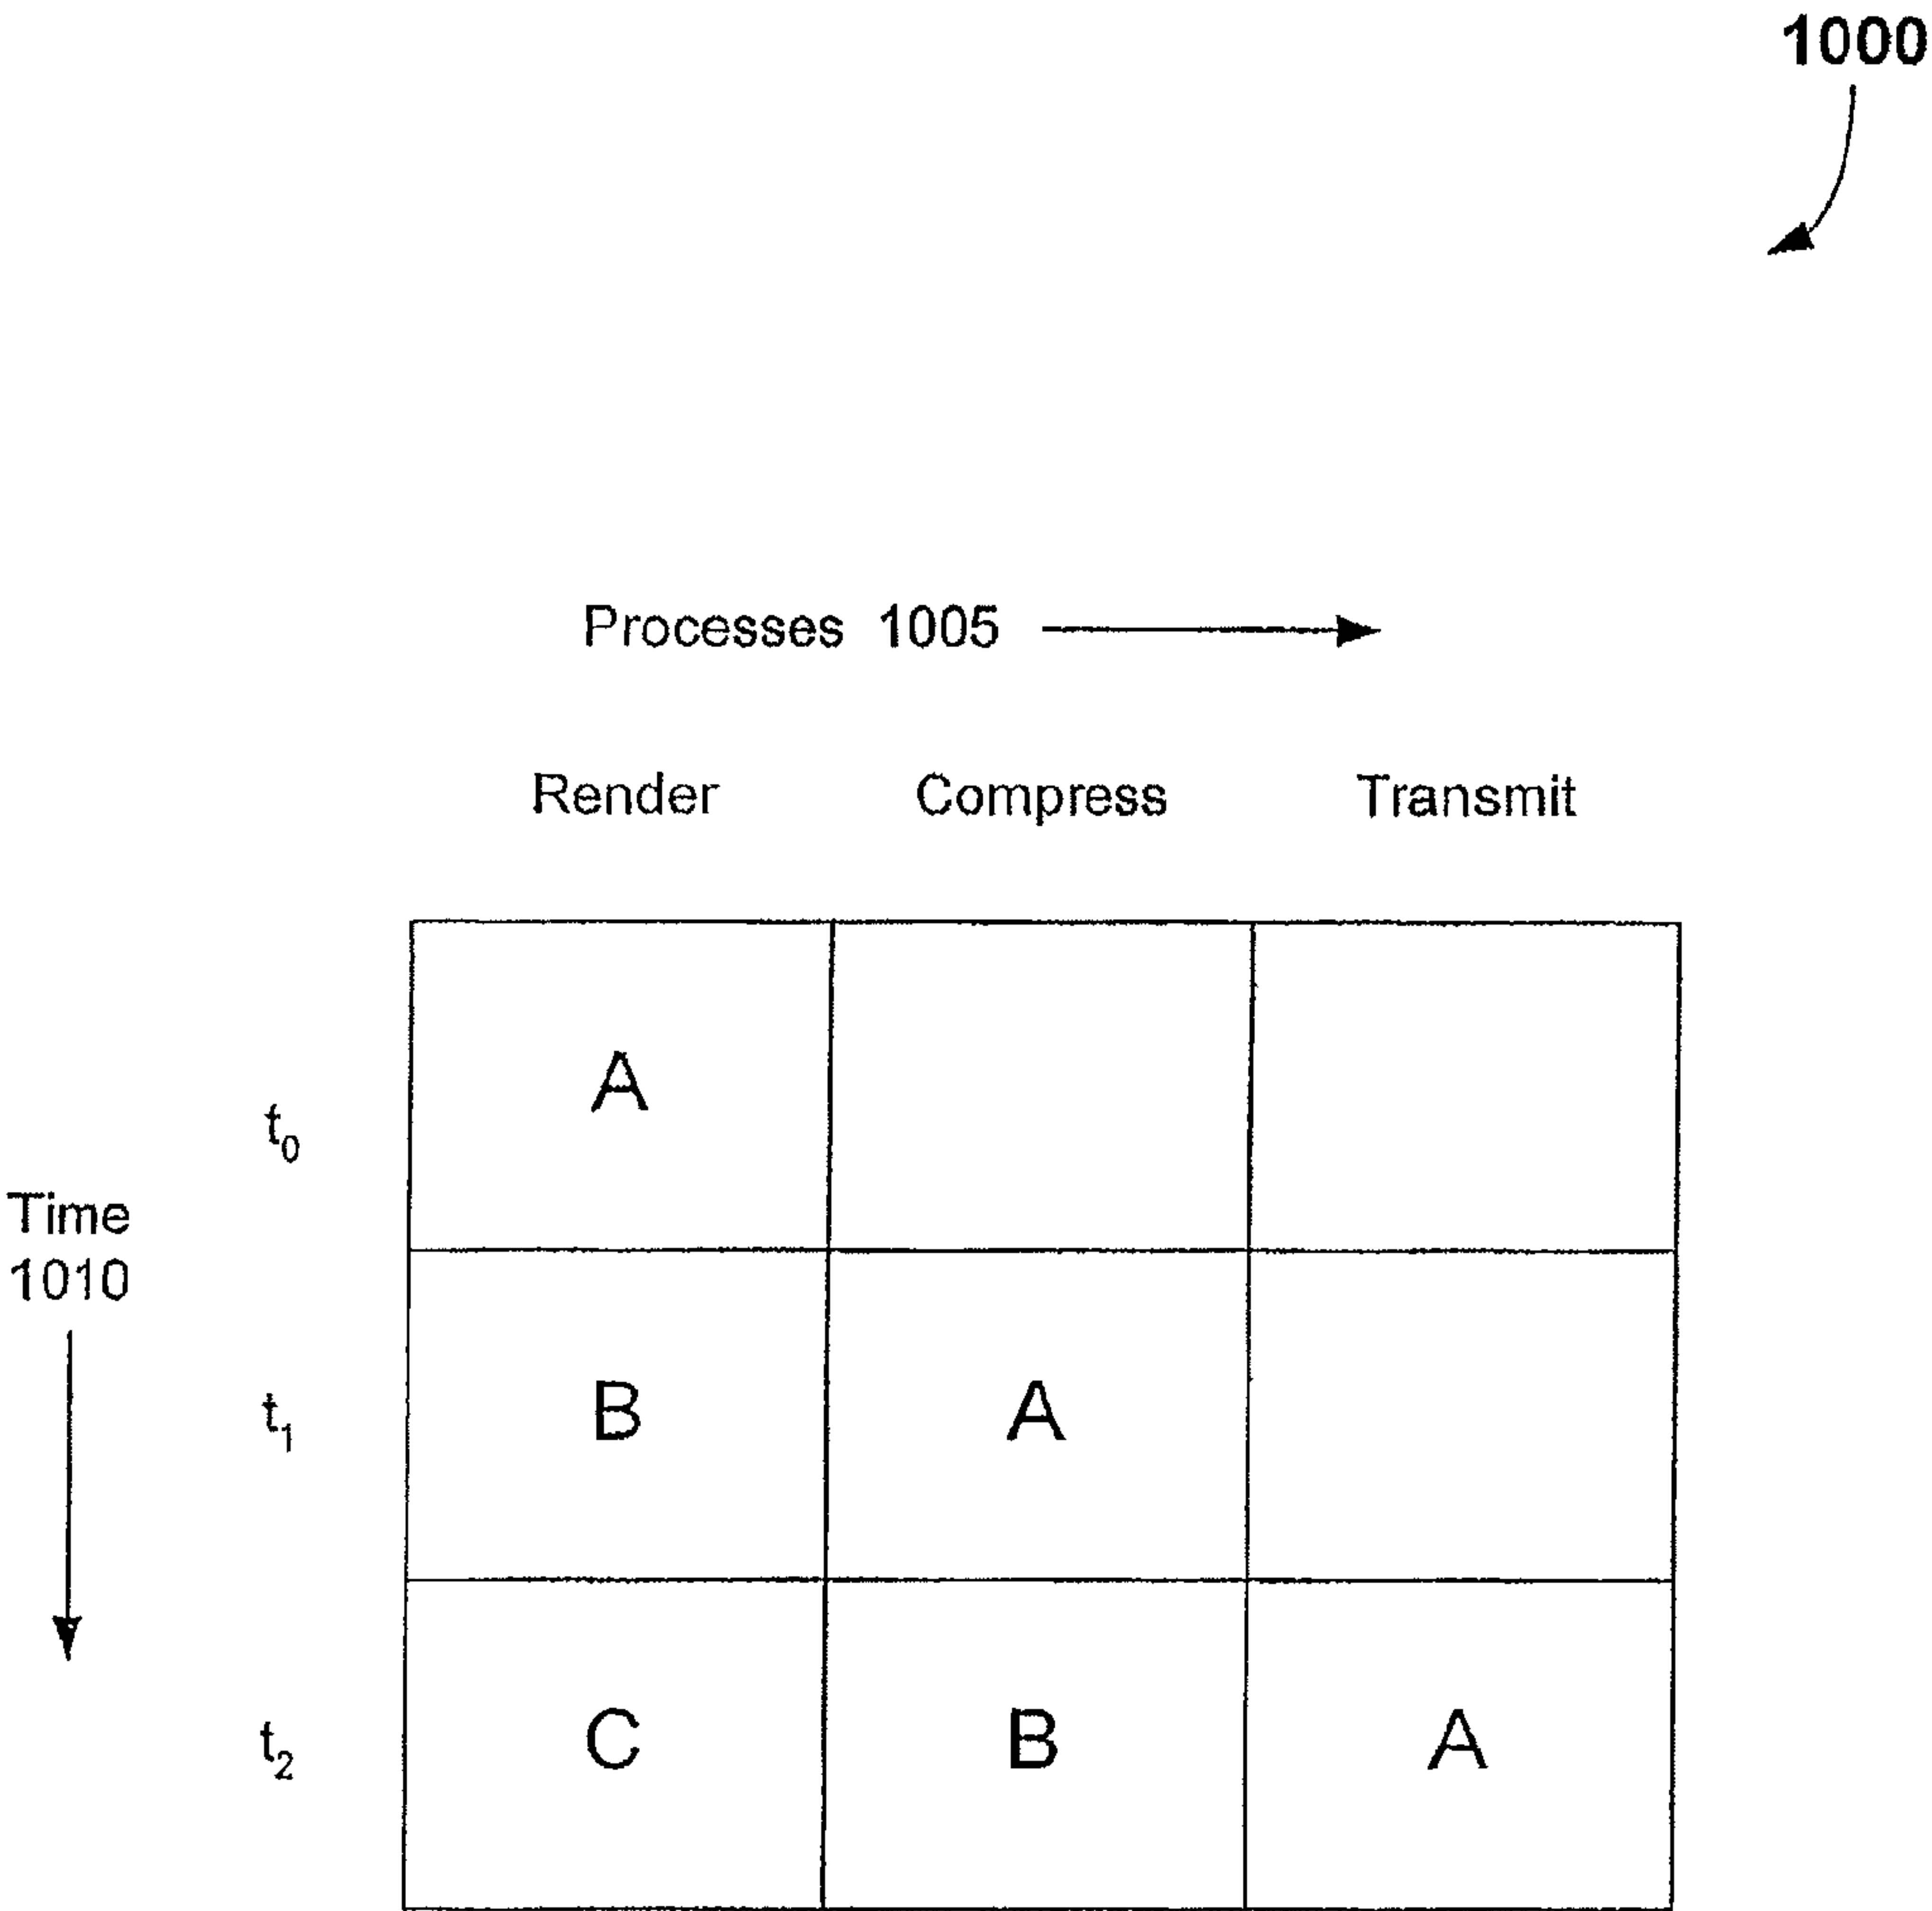 1000
Processes 1005
Render Compress Transmit
A
t0
Time
1010
t1 B A
t2 C B A